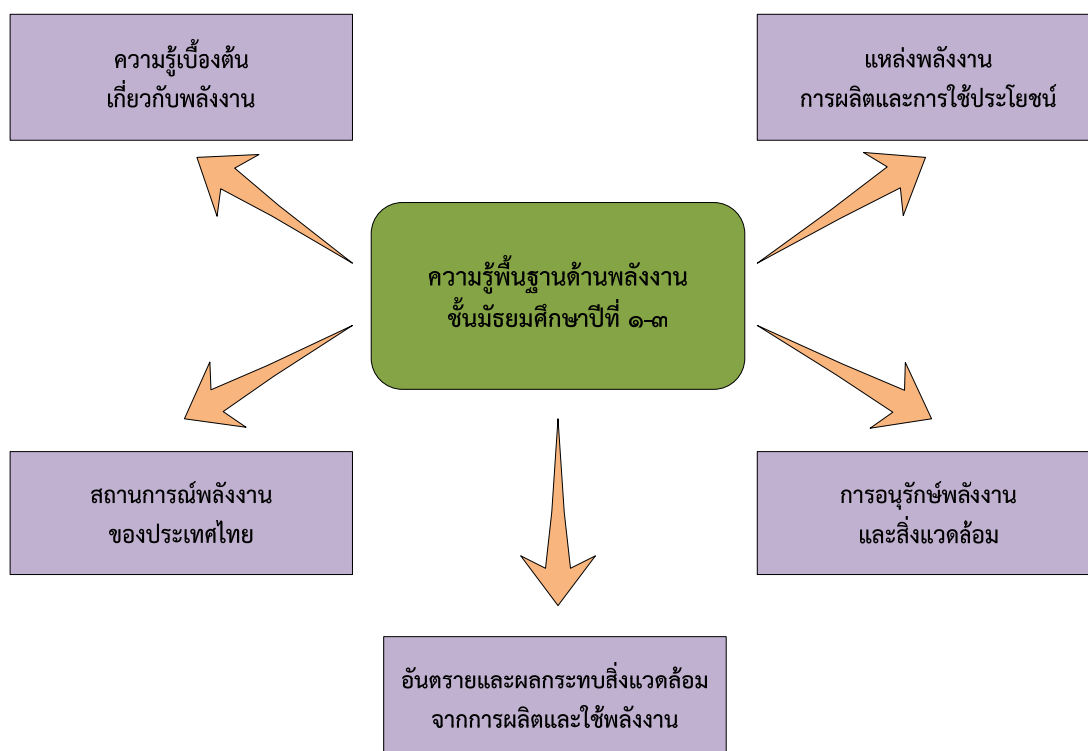 ความรู้เบื้องต้น
เกี่ยวกับพลังงาน
แหล่งพลังงาน
การผลิตและการใช้ประโยชน์
ความรู้พื้นฐานด้านพลังงาน
ชั้นมัธยมศึกษาปีที่ ๑-๓
สถานการณ์พลังงาน
ของประเทศไทย
การอนุรักษ์พลังงาน
และสิ่งแวดล้อม
อันตรายและผลกระทบสิ่งแวดล้อม
จากการผลิตและใช้พลังงาน